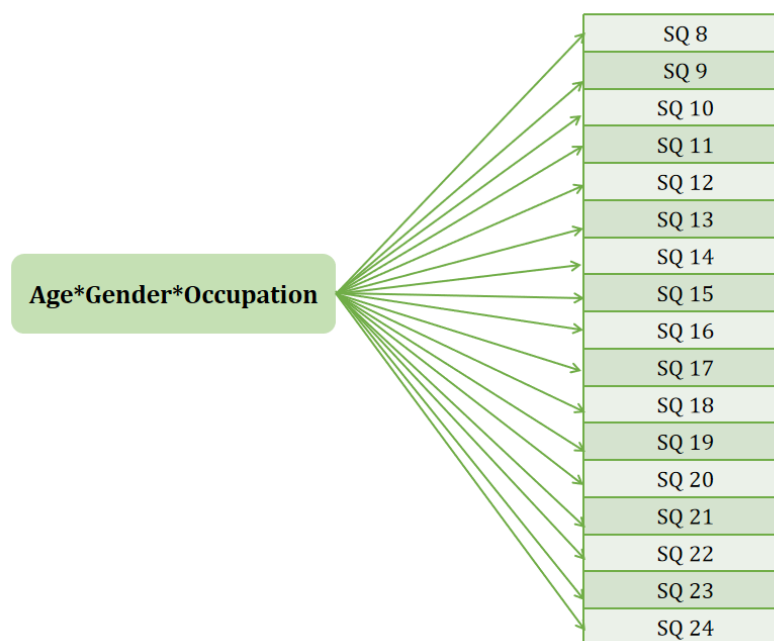 Age*Gender*Occupation
SQ 8
SQ 9
SQ 10
SQ 11
SQ 12
SQ 13
SQ 14
SQ 15
SQ 16
SQ 17
SQ 18
SQ 19
SQ 20
SQ 21
SQ 22
SQ 23
SQ 24